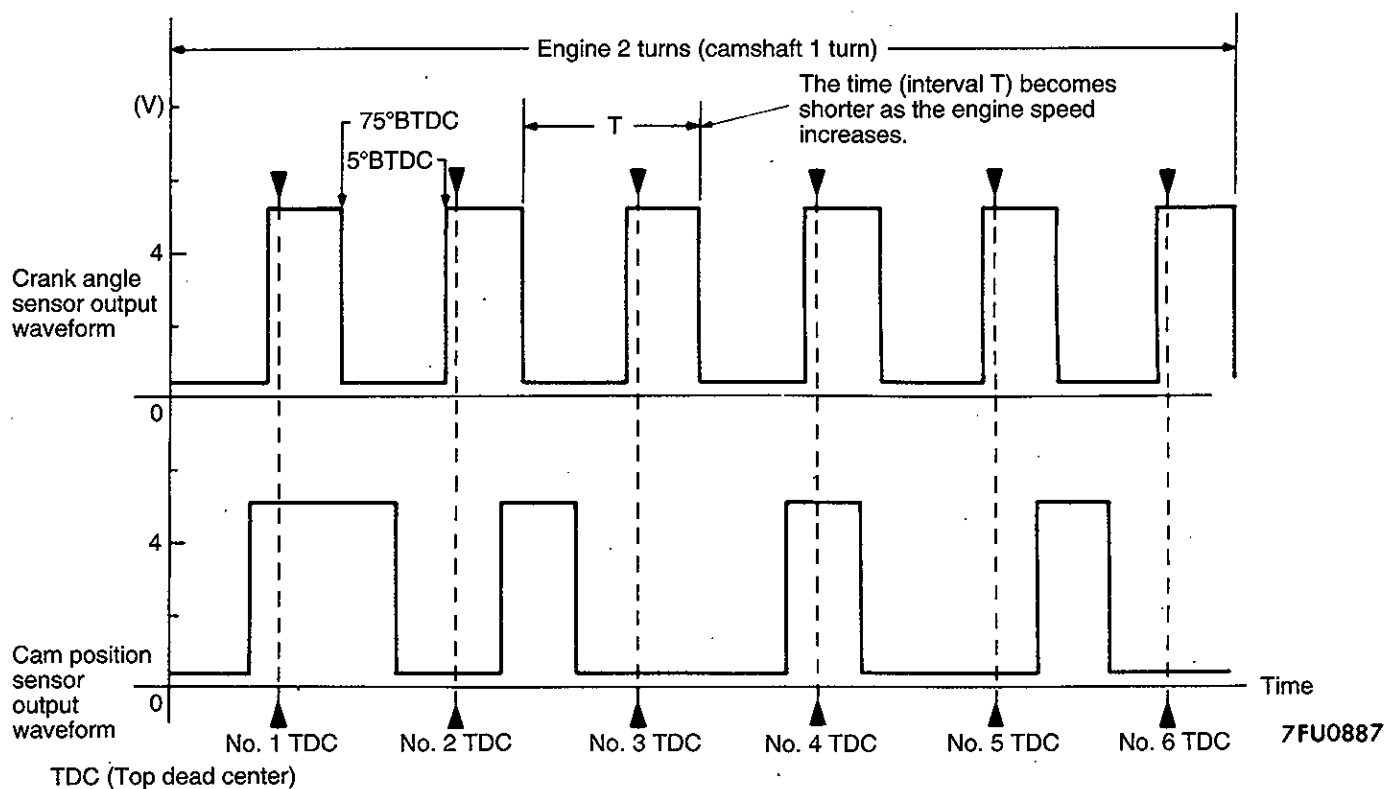 Engine 2 turns (camshaft 1 turn)
The time (interval T) becomes
shorter as the engine speed
increases.
(V)
75°BTDC
T
5°BTDC
4
Crank angle
sensor output
waveform
0
4
Cam position
sensor
output
waveform
0
Time
No. 1 TDC No. 2 TDC No. 3 TDC No. 4 TDC No. 5 TDC No. 6 TDC
7FU0887
TDC (Top dead center)